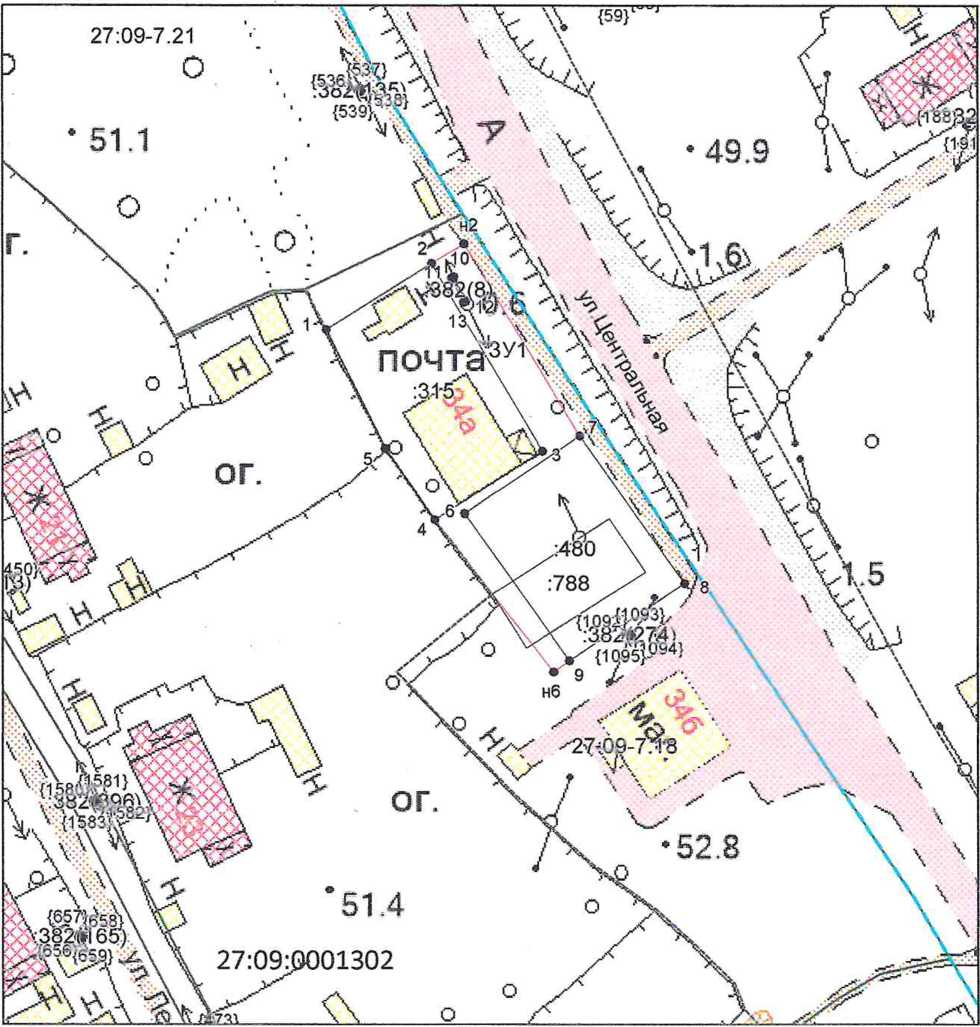 {59}
27:09-7.21
{537}
{536}
:382(135)
{538}
{539}
А
51.1
49.9
Ж
{188}
{191
г.
н2
2
10
1.6
11
:382(8)
12
13
1
ул Центральная
почта
:ЗУ1
:315
34а
Н
Н
Н
Н
7
3
5
ог.
6
4
Ж
:480
:788
1.5
8
450}
Н
Н
{1092}
{1093}
:382(274)
{1094}
{1095}
9
н6
Н
34б
маг.
27:09-7.18
Н
{1581}
{1580}
:382(396)
{1582}
{1583}
Ж
23
Н
ог.
52.8
Н
51.4
{657}
{658}
:382(165)
{656}
{659}
27:09:0001302
ул Ле
Н
Н
{473}